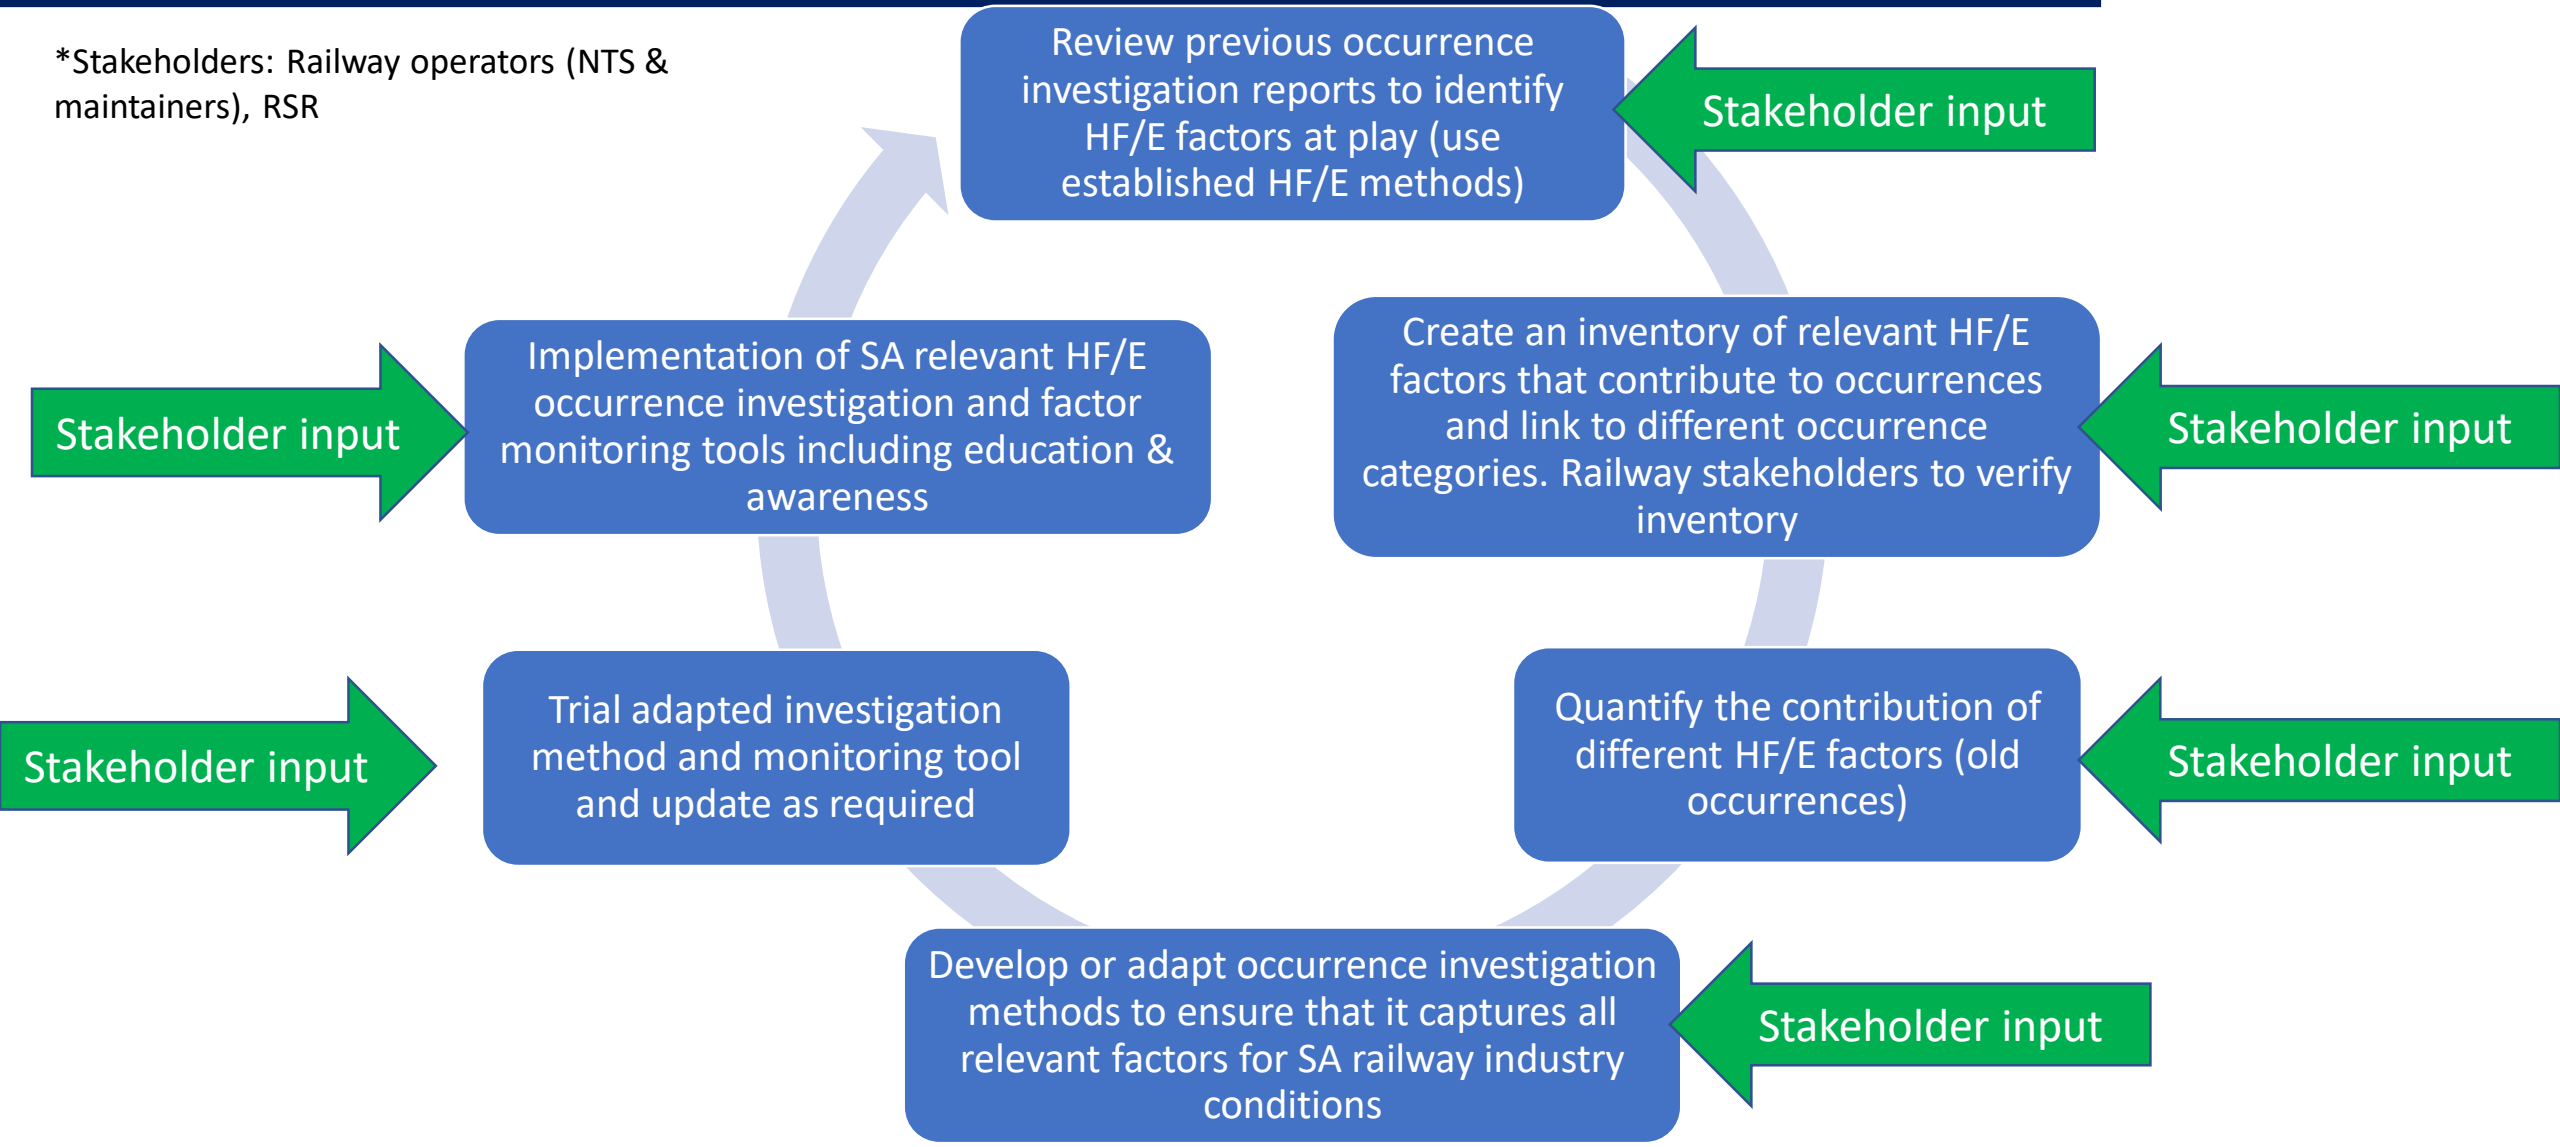 *Stakeholders: Railway operators (NTS &
maintainers), RSR
Review previous occurrence
investigation reports to identify
HF/E factors at play (use
established HF/E methods)
Stakeholder input
Create an inventory of relevant HF/E
factors that contribute to occurrences
and link to different occurrence
categories. Railway stakeholders to verify
inventory
Stakeholder input
Quantify the contribution of
different HF/E factors (old
occurrences)
Stakeholder input
Develop or adapt occurrence investigation
methods to ensure that it captures all
relevant factors for SA railway industry
conditions
Stakeholder input
Trial adapted investigation
method and monitoring tool
and update as required
Stakeholder input
Implementation of SA relevant HF/E
occurrence investigation and factor
monitoring tools including education &
awareness
Stakeholder input